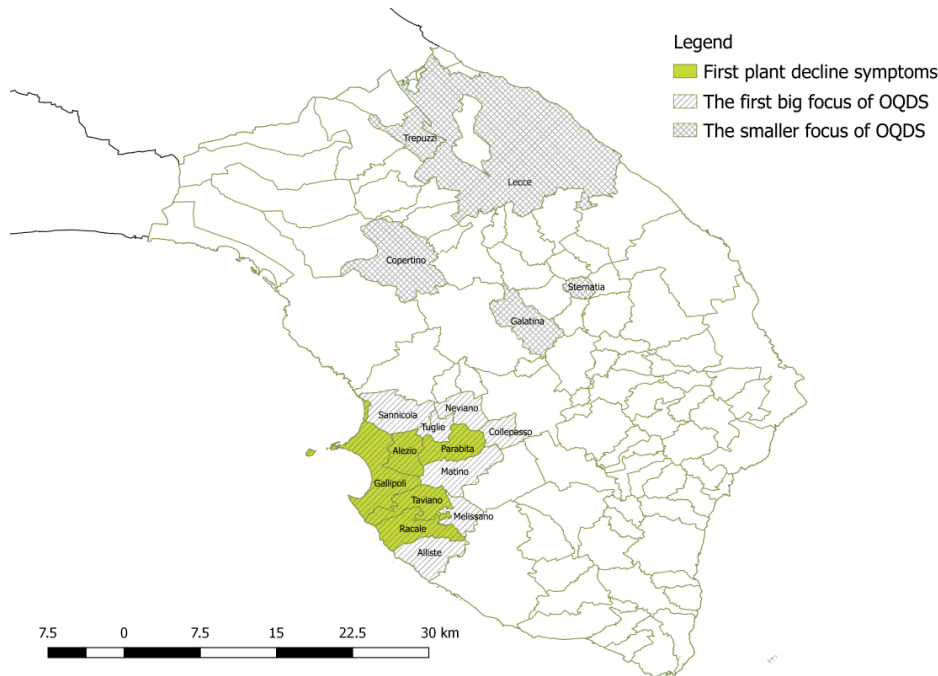 Legend
First plant decline symptoms
The first big focus of OQDS
The smaller focus of OQDS
Trepuzzi
Lecce
Copertino
Sternatia
Galatina
Sannicola
Neviano
Tuglie
Collepasso
Alezio
Parabita
Matino
Gallipoli
Taviano
Melissano
Racale
Alliste
7.5 0 7.5 15 22.5 30 km